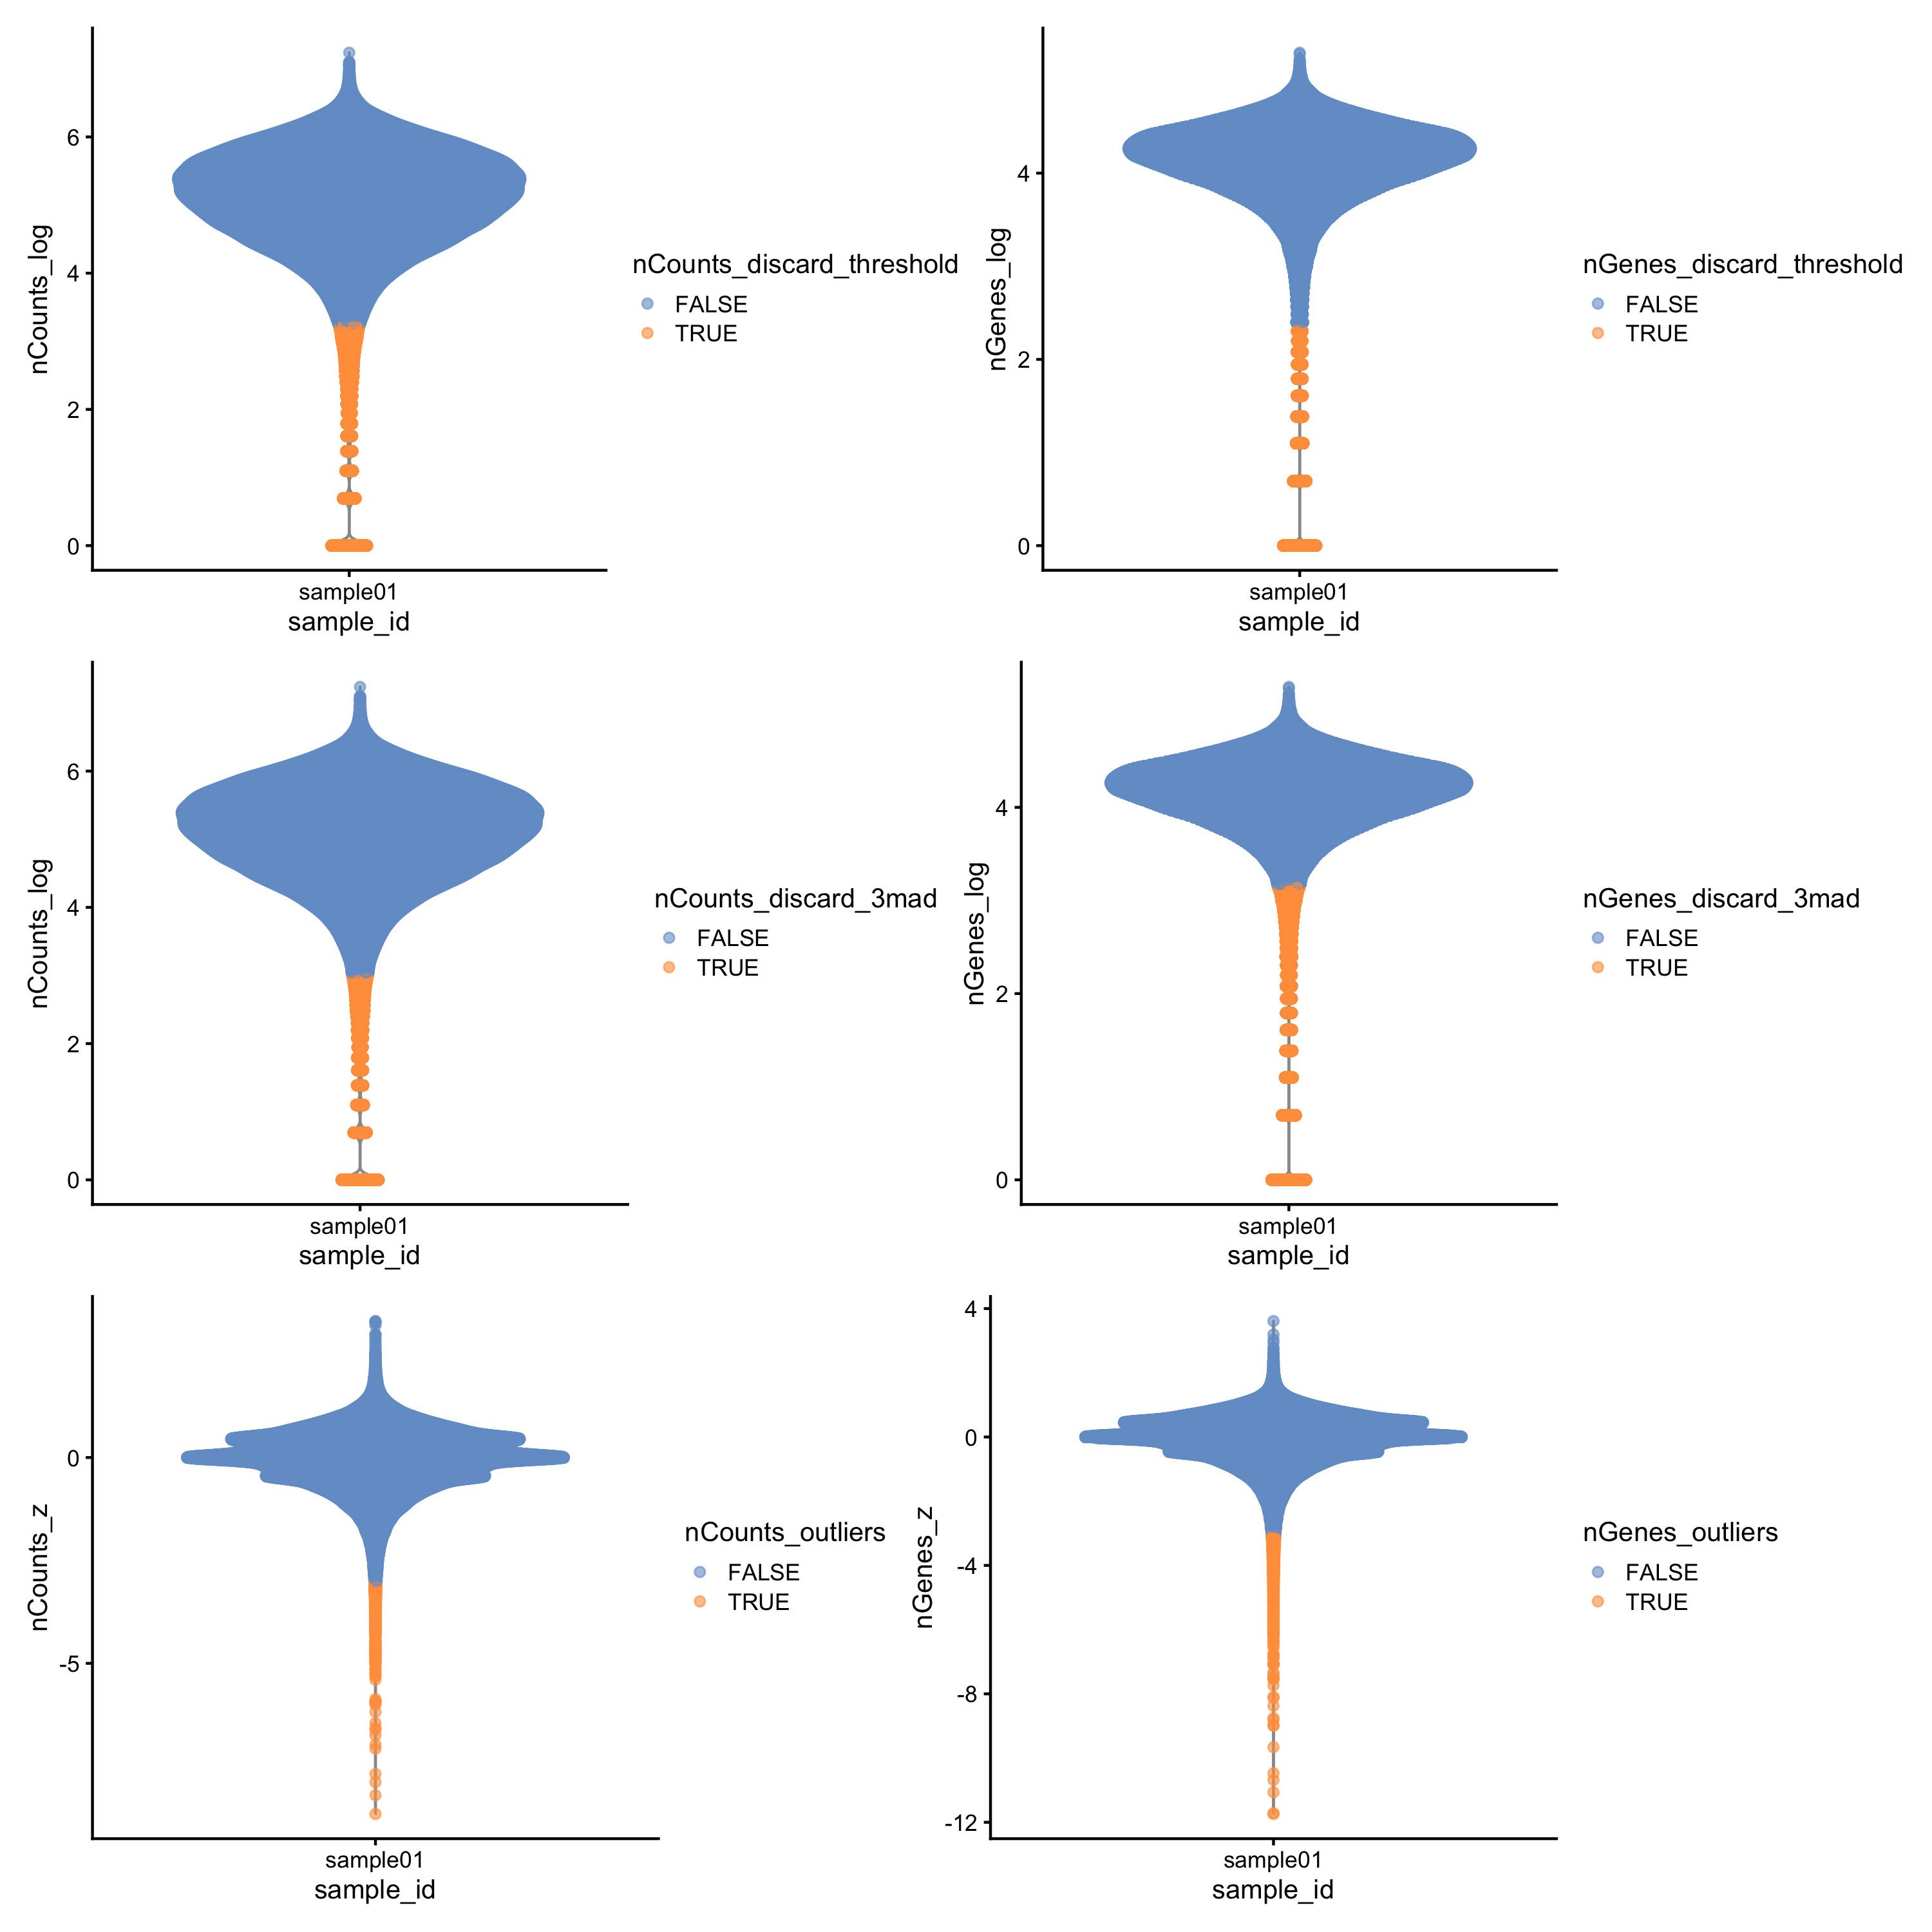 nCounts_log
6
4
2
0
sample01
sample_id
nCounts_discard_threshold
FALSE
TRUE
nGenes_log
4
2
0
sample01
sample_id
nGenes_discard_threshold
FALSE
TRUE
nCounts_log
6
4
2
0
sample01
sample_id
nCounts_discard_3mad
FALSE
TRUE
nGenes_log
4
2
0
sample01
sample_id
nGenes_discard_3mad
FALSE
TRUE
nCounts_z
0
-5
sample01
sample_id
nCounts_outliers
FALSE
TRUE
nGenes_z
4
0
-4
-8
-12
sample01
sample_id
nGenes_outliers
FALSE
TRUE